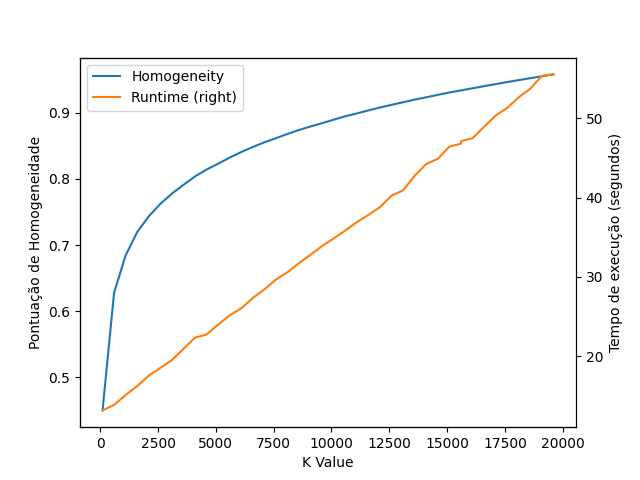 Homogeneity
Runtime (right)
Pontuação de Homogeneidade
0.9
0.8
0.7
0.6
0.5
50
40
30
20
Tempo de execução (segundos)
0 2500 5000 7500 10000 12500 15000 17500 20000
K Value